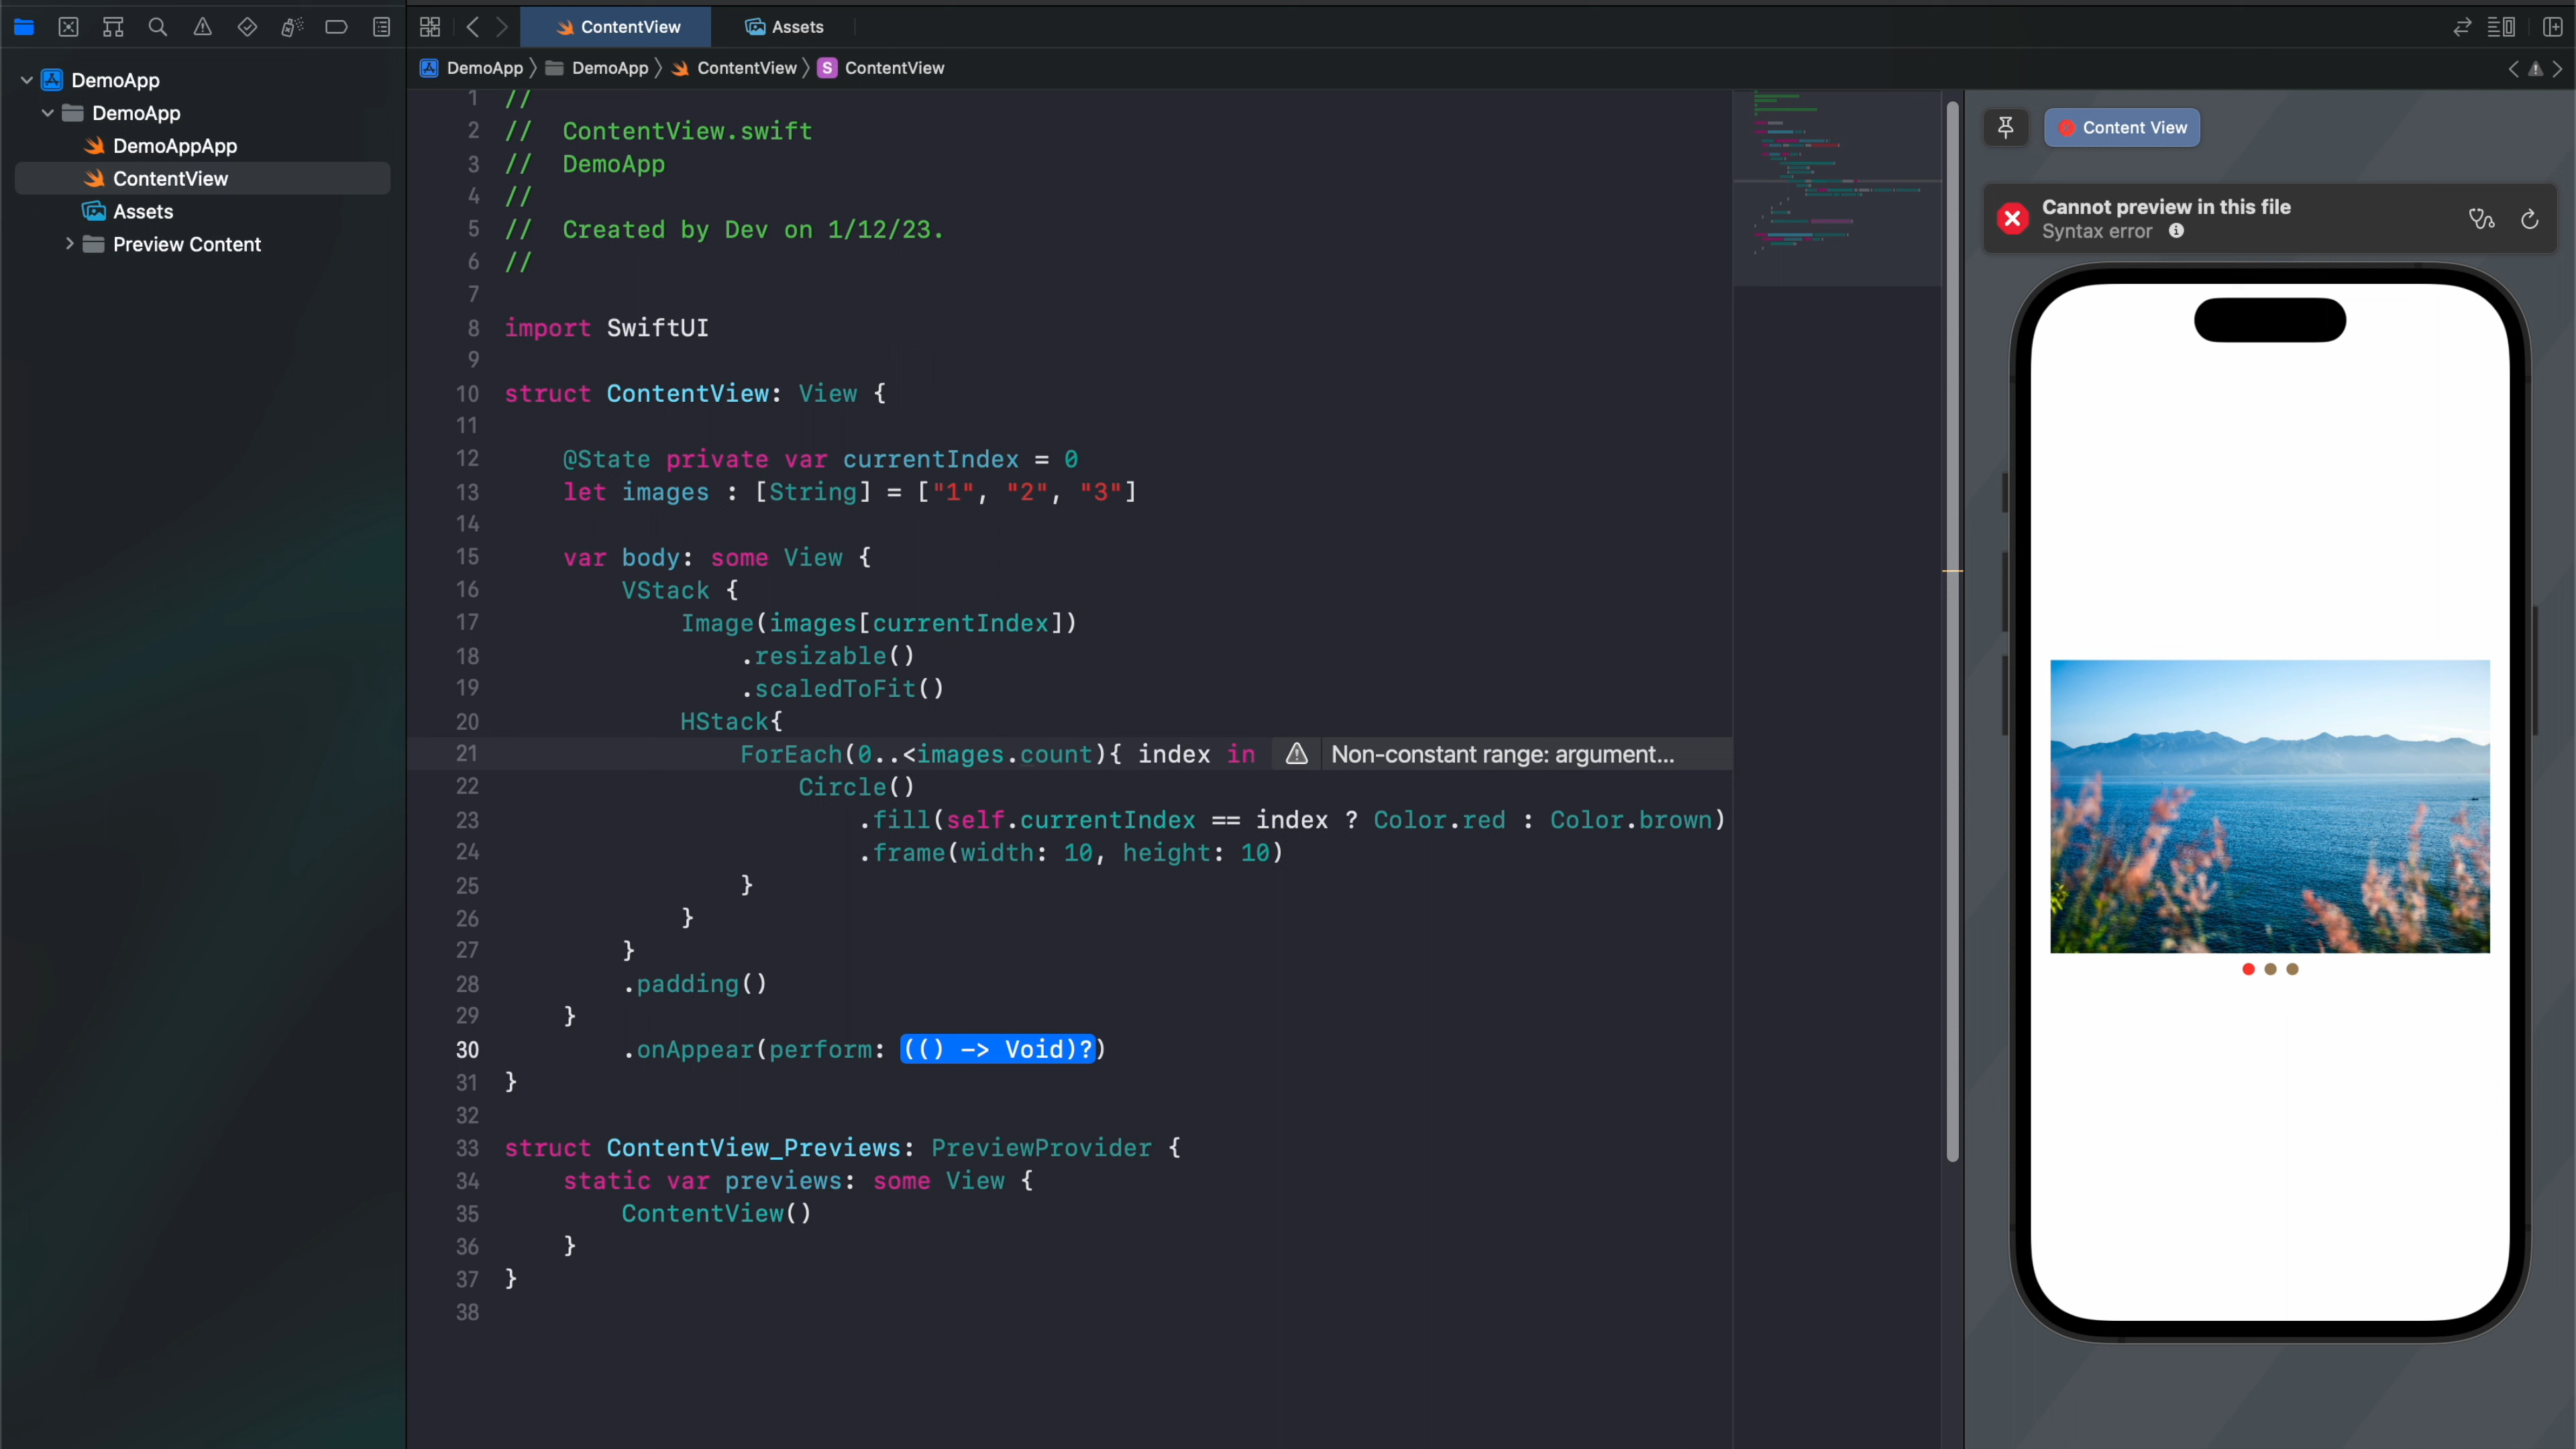 ContentView
Assets
DemoApp
DemoApp
DemoAppApp
ContentView
Assets
Preview Content
DemoApp DemoApp ContentView S ContentView
1 //
2 //  ContentView.swift
3 //  DemoApp
4 //
5 //  Created by Dev on 1/12/23.
6 //
7
8 import SwiftUI
9
10 struct ContentView: View {
11
12     @State private var currentIndex = 0
13     let images : [String] = ["1", "2", "3"]
14
15     var body: some View {
16         VStack {
17             Image(images[currentIndex])
18                 .resizable()
19                 .scaledToFit()
20             HStack{
21                 ForEach(0..<images.count){ index in Non-constant range: argument...
22                     Circle()
23                         .fill(self.currentIndex == index ? Color.red : Color.brown)
24                         .frame(width: 10, height: 10)
25                 }
26             }
27         }
28         .padding()
29     }
30         .onAppear(perform: (() -> Void)?)
31 }
32
33 struct ContentView_Previews: PreviewProvider {
34     static var previews: some View {
35         ContentView()
36     }
37 }
38
Content View
Cannot preview in this file
Syntax error